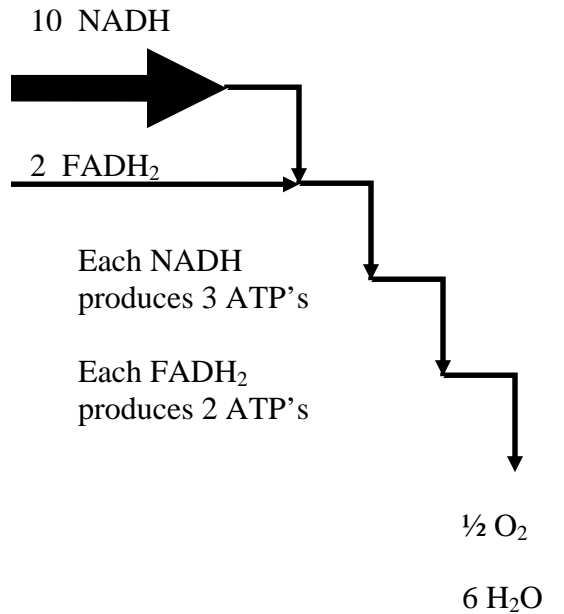 10 NADH
2 FADH₂
Each NADH
produces 3 ATP’s
Each FADH₂
produces 2 ATP’s
½ O₂
6 H₂O